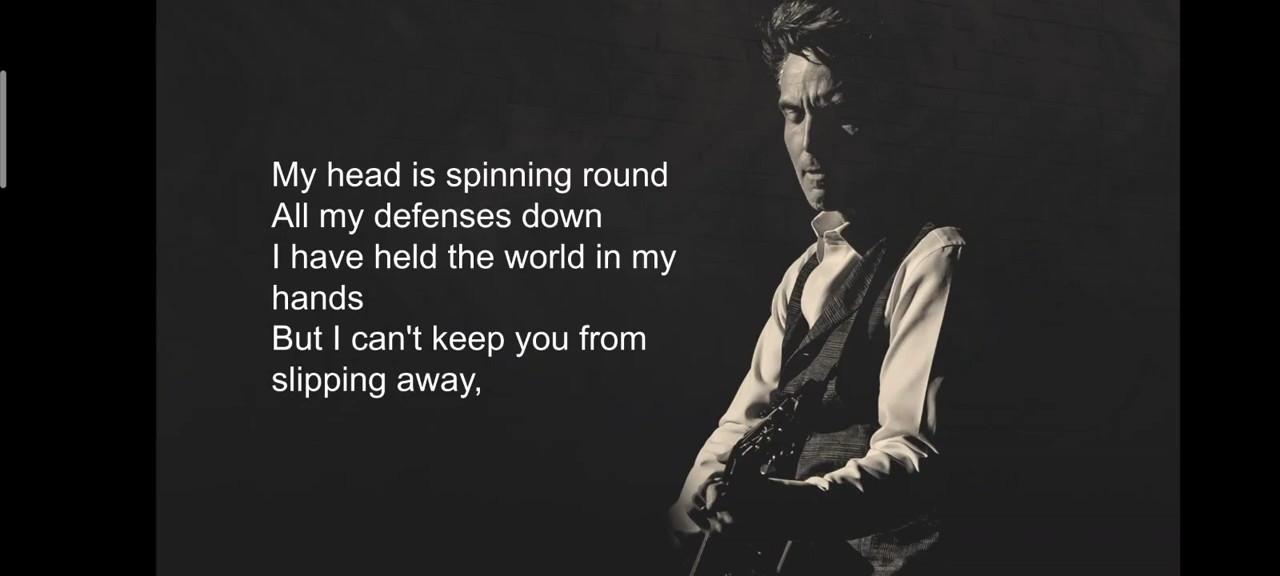 My head is spinning round
All my defenses down
I have held the world in my
hands
But I can't keep you from
slipping away,